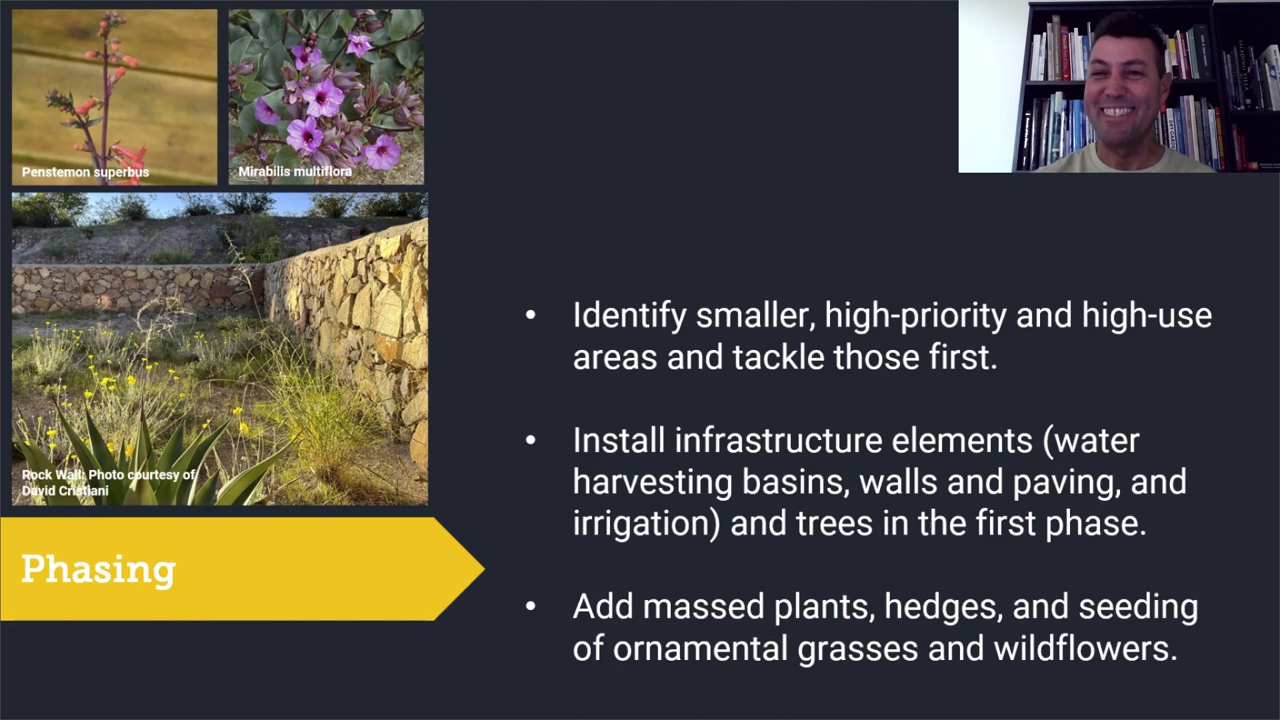 Penstemon superbus
Mirabilis multiflora
Rock Wall: Photo courtesy of
David Cristiani
Phasing
• Identify smaller, high-priority and high-use
areas and tackle those first.
• Install infrastructure elements (water
harvesting basins, walls and paving, and
irrigation) and trees in the first phase.
• Add massed plants, hedges, and seeding
of ornamental grasses and wildflowers.